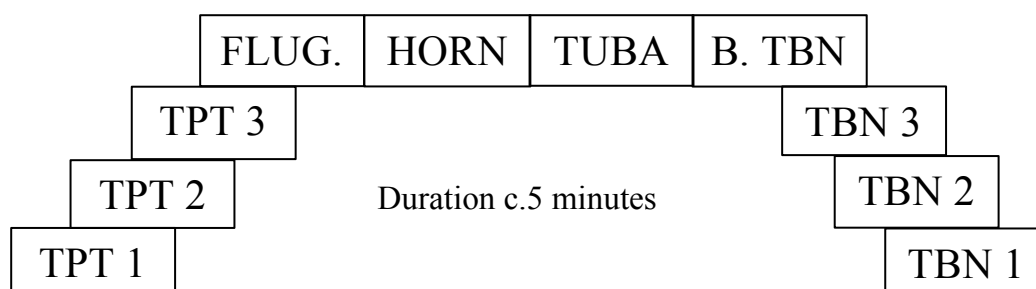 FLUG. HORN TUBA B. TBN
TPT 3 TBN 3
TPT 2 Duration c.5 minutes TBN 2
TPT 1 TBN 1